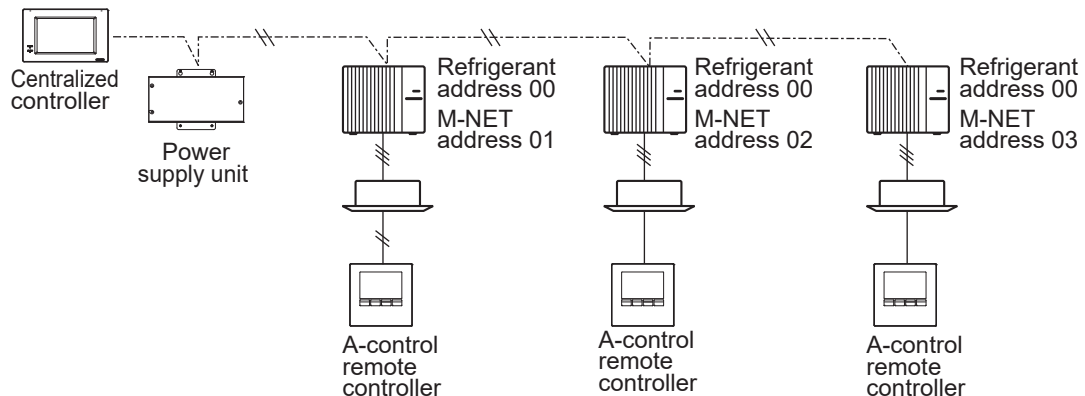 Centralized
controller
Power
supply unit
Refrigerant
address 00
M-NET
address 01
Refrigerant
address 00
M-NET
address 02
Refrigerant
address 00
M-NET
address 03
A-control
remote
controller
A-control
remote
controller
A-control
remote
controller